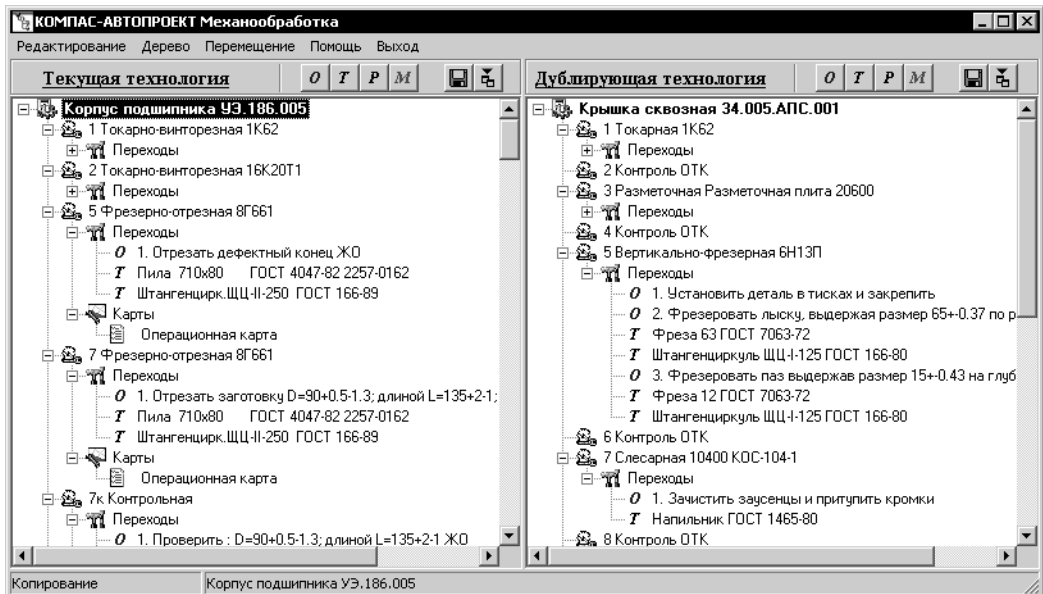 КОМПАС-АВТОПРОЕКТ Механообработка
Редактирование Дерево Перемещение Помощь Выход
Текущая технология О Т Р М
Корпус подшипника УЭ.186.005
1 Токарно-винторезная 1К62
Переходы
2 Токарно-винторезная 16К20Т1
Переходы
5 Фрезерно-отрезная 8Г661
Переходы
О 1. Отрезать дефектный конец ЖО
Т Пила 710х80 ГОСТ 4047-82 2257-0162
Т Штангенцирк.ЩЦ-II-250 ГОСТ 166-89
Карты
Операционная карта
7 Фрезерно-отрезная 8Г661
Переходы
О 1. Отрезать заготовку D=90+0.5-1.3; длиной L=135+2-1;
Т Пила 710х80 ГОСТ 4047-82 2257-0162
Т Штангенцирк.ЩЦ-II-250 ГОСТ 166-89
Карты
Операционная карта
7к Контрольная
Переходы
О 1. Проверить : D=90+0.5-1.3; длиной L=135+2-1 ЖО
Дублирующая технология О Т Р М
Крышка сквозная 34.005.АПС.001
1 Токарная 1К62
Переходы
2 Контроль ОТК
3 Разметочная Разметочная плита 20600
Переходы
4 Контроль ОТК
5 Вертикально-фрезерная 6Н13П
Переходы
О 1. Установить деталь в тисках и закрепить
О 2. Фрезеровать лыску, выдержая размер 65+-0.37 по р
Т Фреза 63 ГОСТ 7063-72
Т Штангенциркуль ЩЦ-I-125 ГОСТ 166-80
О 3. Фрезеровать паз выдержав размер 15+-0.43 на глуб
Т Фреза 12 ГОСТ 7063-72
Т Штангенциркуль ЩЦ-I-125 ГОСТ 166-80
6 Контроль ОТК
7 Слесарная 10400 КОС-104-1
Переходы
О 1. Зачистить заусенцы и притупить кромки
Т Напильник ГОСТ 1465-80
8 Контроль ОТК
Копирование Корпус подшипника УЭ.186.005